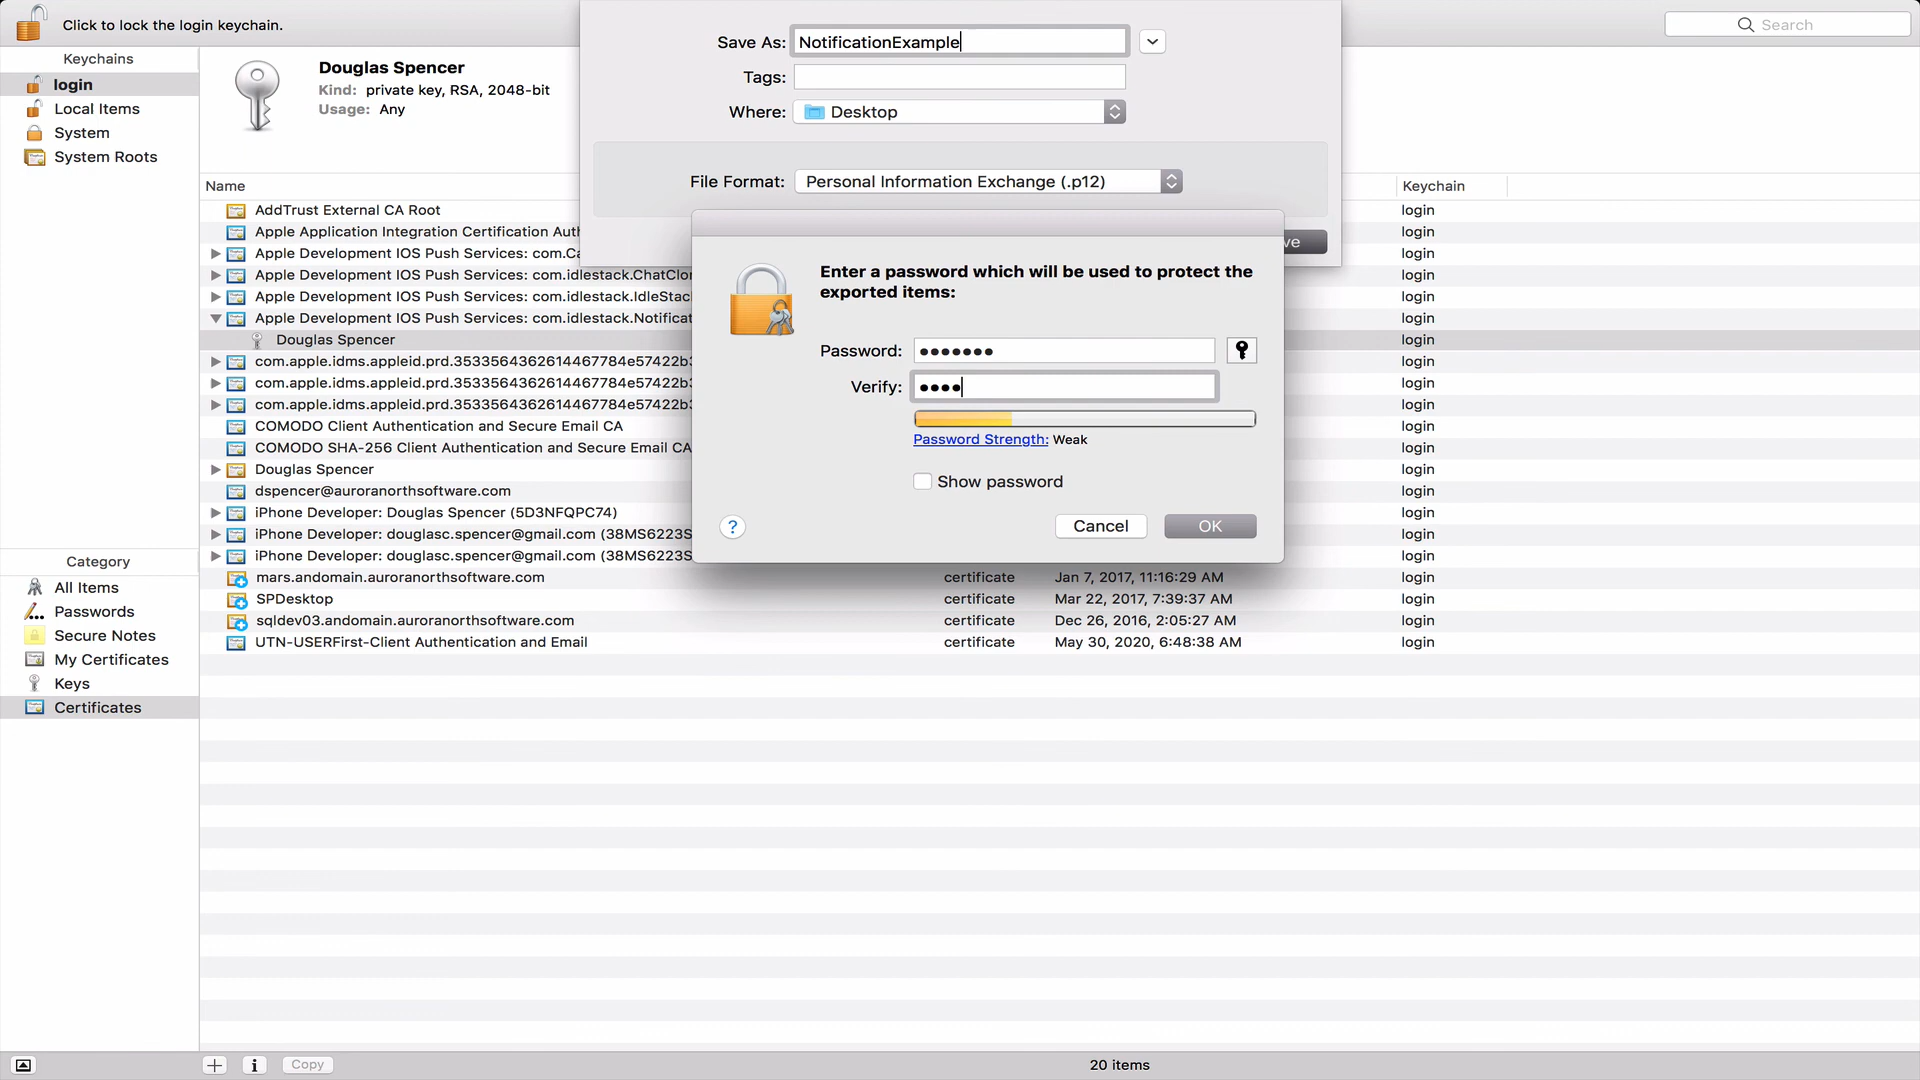 Click to lock the login keychain.
Search
Keychains
login
Local Items
System
System Roots
Douglas Spencer
Kind: private key, RSA, 2048-bit
Usage: Any
Save As: NotificationExample
Tags:
Where: Desktop
File Format: Personal Information Exchange (.p12)
ve
Enter a password which will be used to protect the
exported items:
Password: •••••••
Verify: ••••
Password Strength: Weak
Show password
?
Cancel
OK
Name
Keychain
AddTrust External CA Root login
Apple Application Integration Certification Aut login
Apple Development IOS Push Services: com.Ca login
Apple Development IOS Push Services: com.idlestack.ChatClor login
Apple Development IOS Push Services: com.idlestack.IdleStack login
Apple Development IOS Push Services: com.idlestack.Notificat login
Douglas Spencer login
com.apple.idms.appleid.prd.3533564362614467784e57422b3 login
com.apple.idms.appleid.prd.3533564362614467784e57422b3 login
com.apple.idms.appleid.prd.3533564362614467784e57422b3 login
COMODO Client Authentication and Secure Email CA login
COMODO SHA-256 Client Authentication and Secure Email CA login
Douglas Spencer login
dspencer@auroranorthsoftware.com login
iPhone Developer: Douglas Spencer (5D3NFQPC74) login
iPhone Developer: douglasc.spencer@gmail.com (38MS6223S login
iPhone Developer: douglasc.spencer@gmail.com (38MS6223S login
mars.andomain.auroranorthsoftware.com certificate Jan 7, 2017, 11:16:29 AM login
SPDesktop certificate Mar 22, 2017, 7:39:37 AM login
sqldev03.andomain.auroranorthsoftware.com certificate Dec 26, 2016, 2:05:27 AM login
UTN-USERFirst-Client Authentication and Email certificate May 30, 2020, 6:48:38 AM login
Category
All Items
Passwords
Secure Notes
My Certificates
Keys
Certificates
Copy
20 items